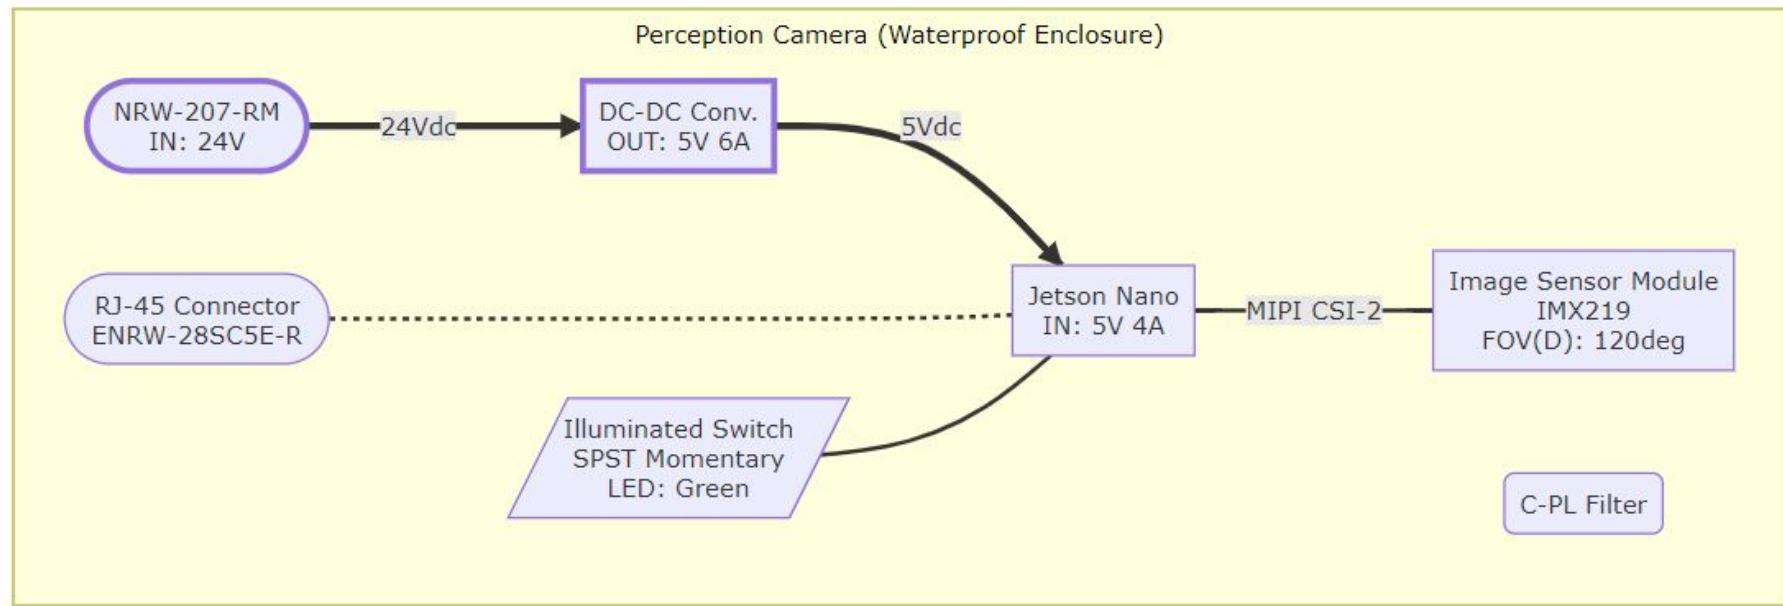 Perception Camera (Waterproof Enclosure)
NRW-207-RM
IN: 24V
24Vdc
DC-DC Conv.
OUT: 5V 6A
5Vdc
RJ-45 Connector
ENRW-28SC5E-R
Jetson Nano
IN: 5V 4A
MIPI CSI-2
Image Sensor Module
IMX219
FOV(D): 120deg
Illuminated Switch
SPST Momentary
LED: Green
C-PL Filter